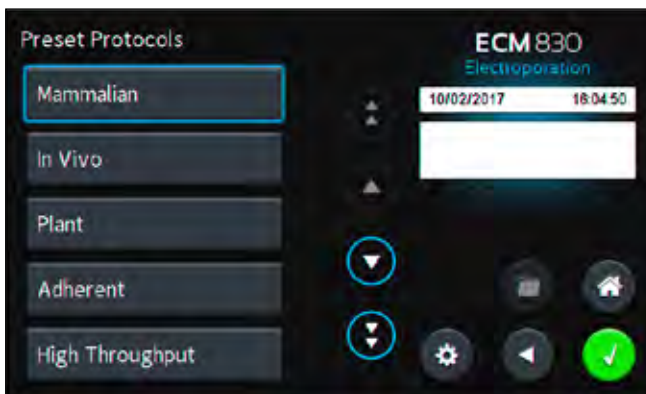 Preset Protocols
Mammalian
In Vivo
Plant
Adherent
High Throughput
ECM 830
Electroporation
10/02/2017 16:04:50